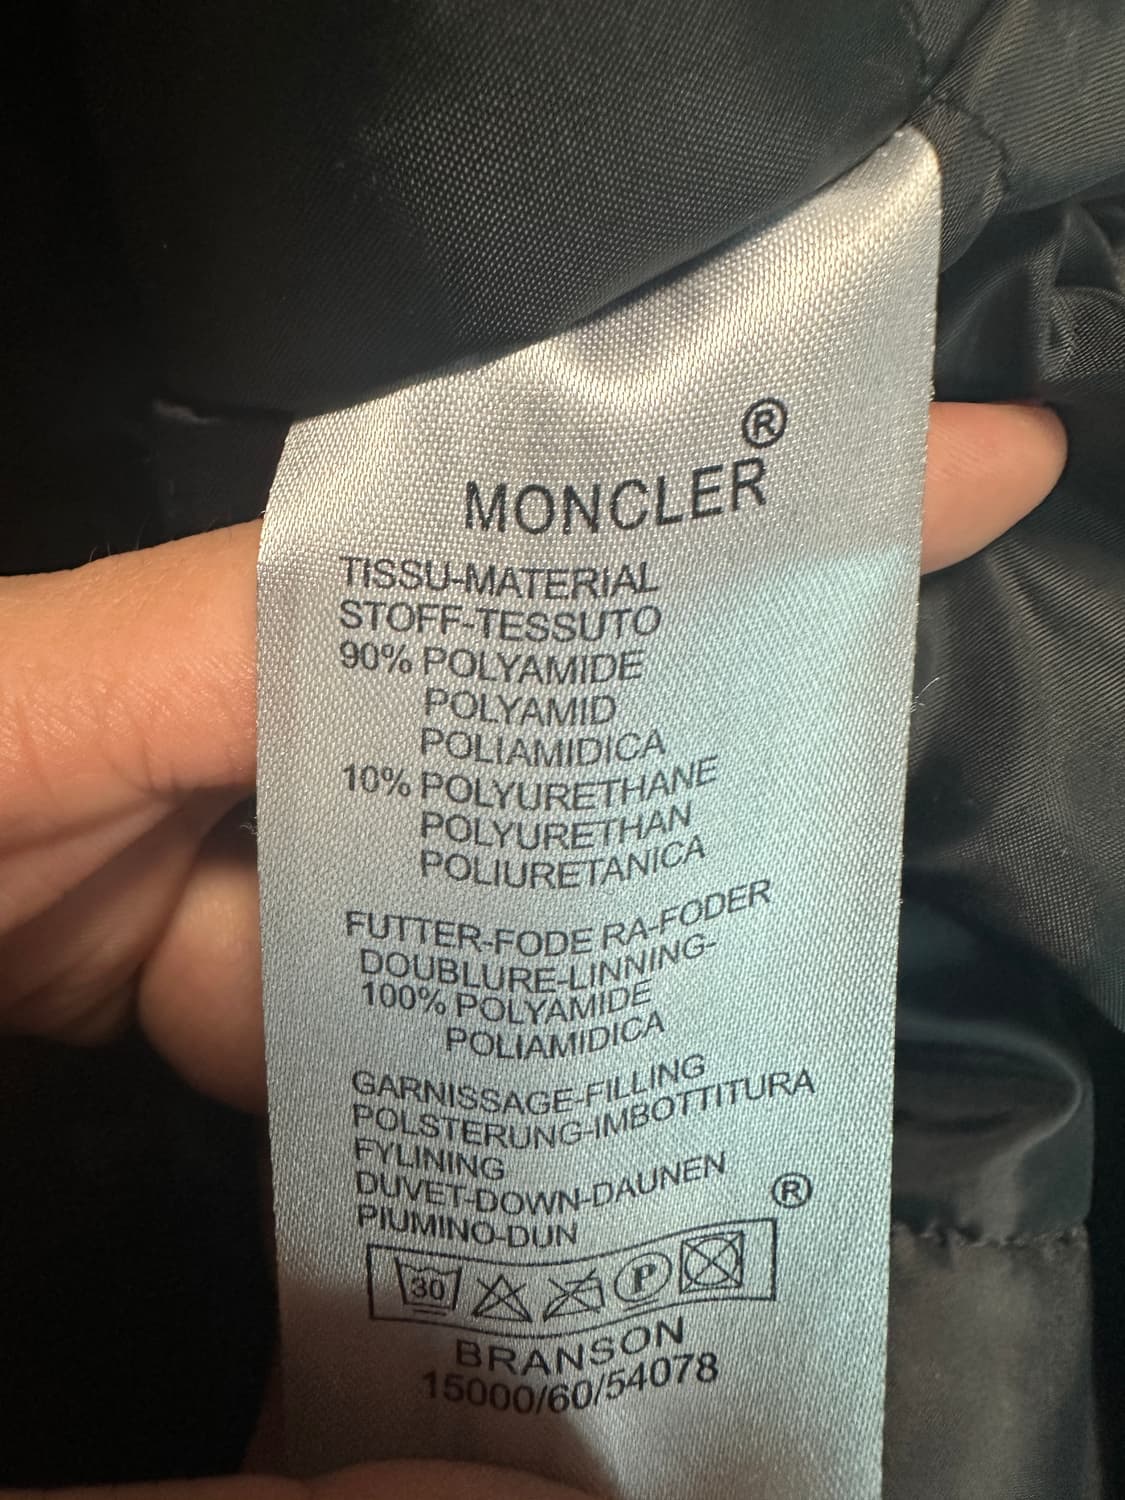 ®
MONCLER
TISSU-MATERIAL
STOFF-TESSUTO
90% POLYAMIDE
POLYAMID
POLIAMIDICA
10% POLYURETHANE
POLYURETHAN
POLIURETANICA
FUTTER-FODE RA-FODER
DOUBLURE-LINNING-
100% POLYAMIDE
POLIAMIDICA
GARNISSAGE-FILLING
POLSTERUNG-IMBOTTITURA
FYLINING
DUVET-DOWN-DAUNEN
PIUMINO-DUN
®
30 P
BRANSON
15000/60/54078